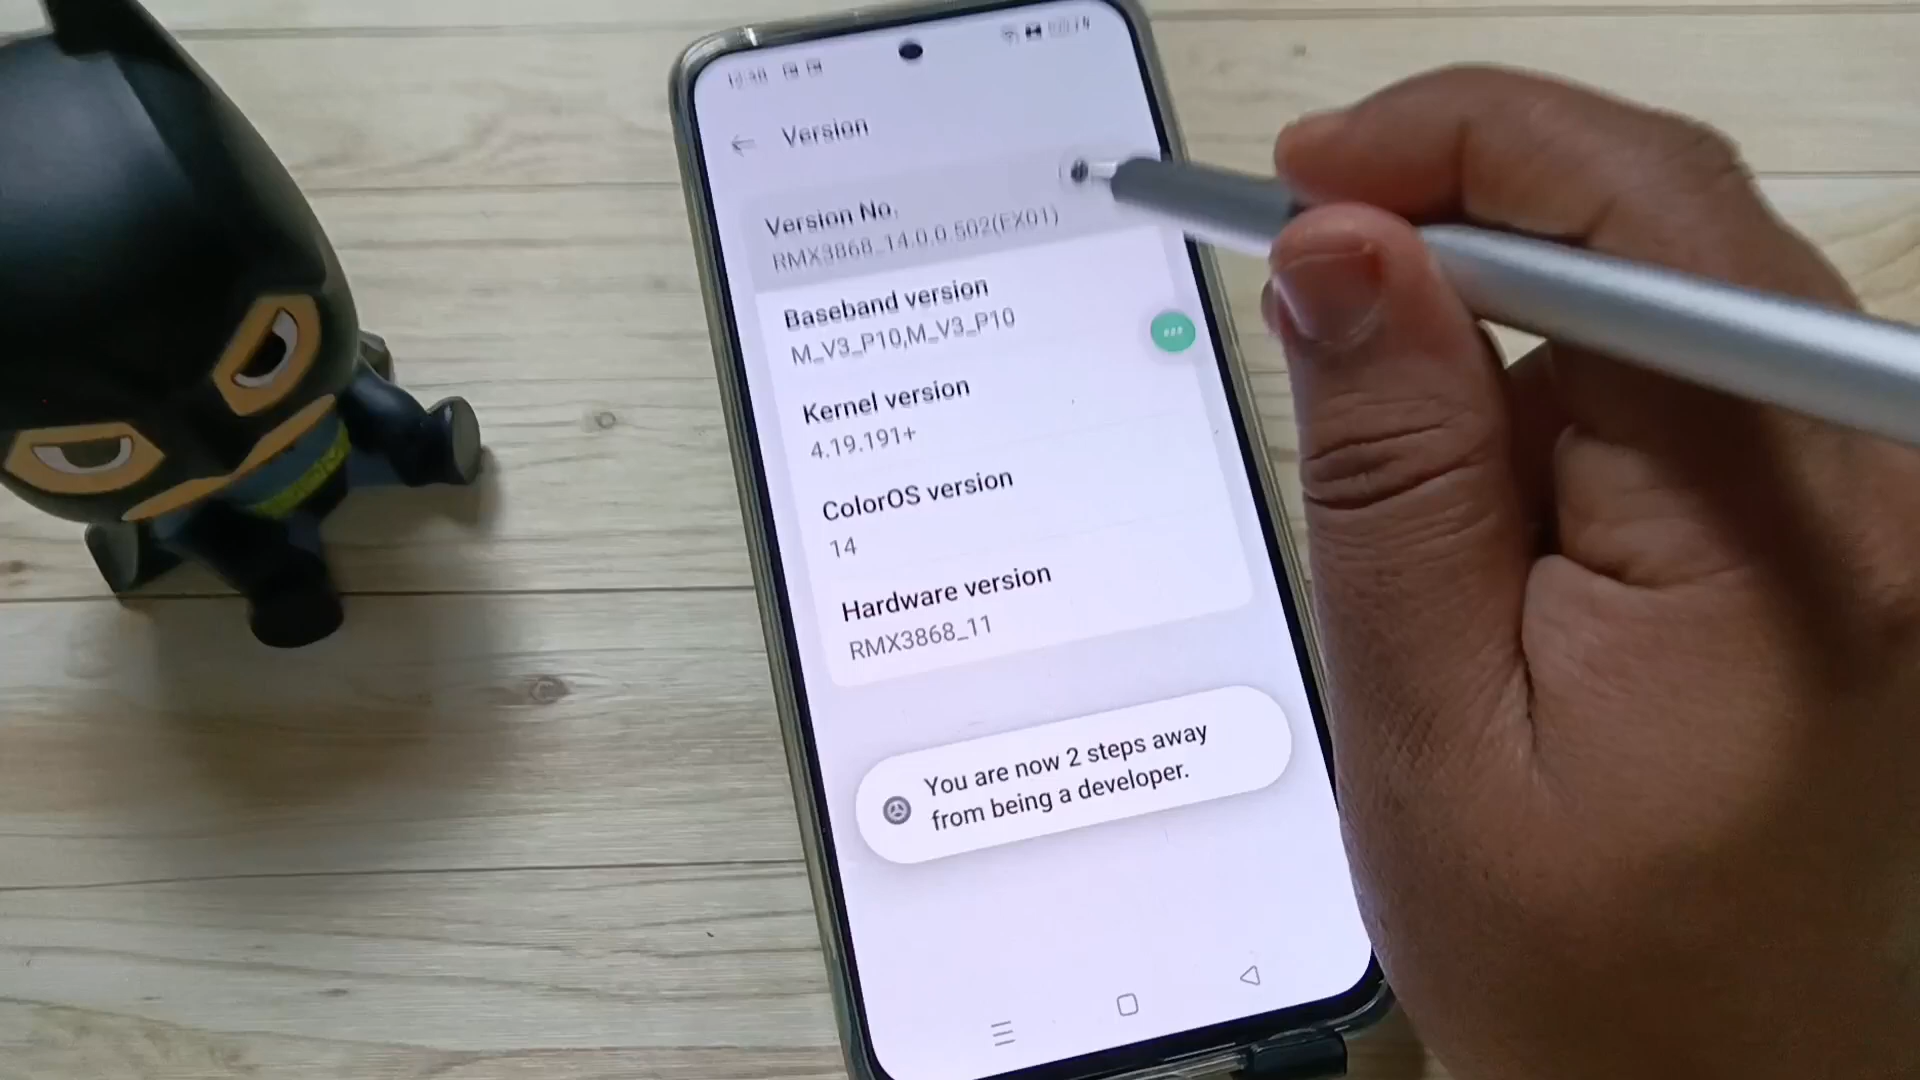 Version
Version No.
RMX3868_14.0.0.502(EX01)
Baseband version
M_V3_P10,M_V3_P10
Kernel version
4.19.191+
ColorOS version
14
Hardware version
RMX3868_11
You are now 2 steps away
from being a developer.